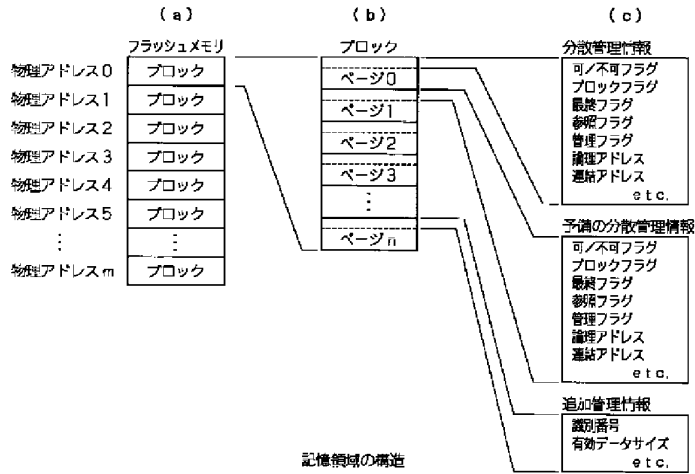 (a)
(b)
(c)
フラッシュメモリ
物理アドレス0 ブロック
物理アドレス1 ブロック
物理アドレス2 ブロック
物理アドレス3 ブロック
物理アドレス4 ブロック
物理アドレス5 ブロック
⋮ ⋮
物理アドレスm ブロック
ブロック
ページ0
ページ1
ページ2
ページ3
⋮
ページn
分散管理情報
可/不可フラグ
ブロックフラグ
最終フラグ
参照フラグ
管理フラグ
論理アドレス
連結アドレス
etc.
予備の分散管理情報
可/不可フラグ
ブロックフラグ
最終フラグ
参照フラグ
管理フラグ
論理アドレス
連結アドレス
etc.
追加管理情報
識別番号
有効データサイズ
etc.
記憶領域の構造